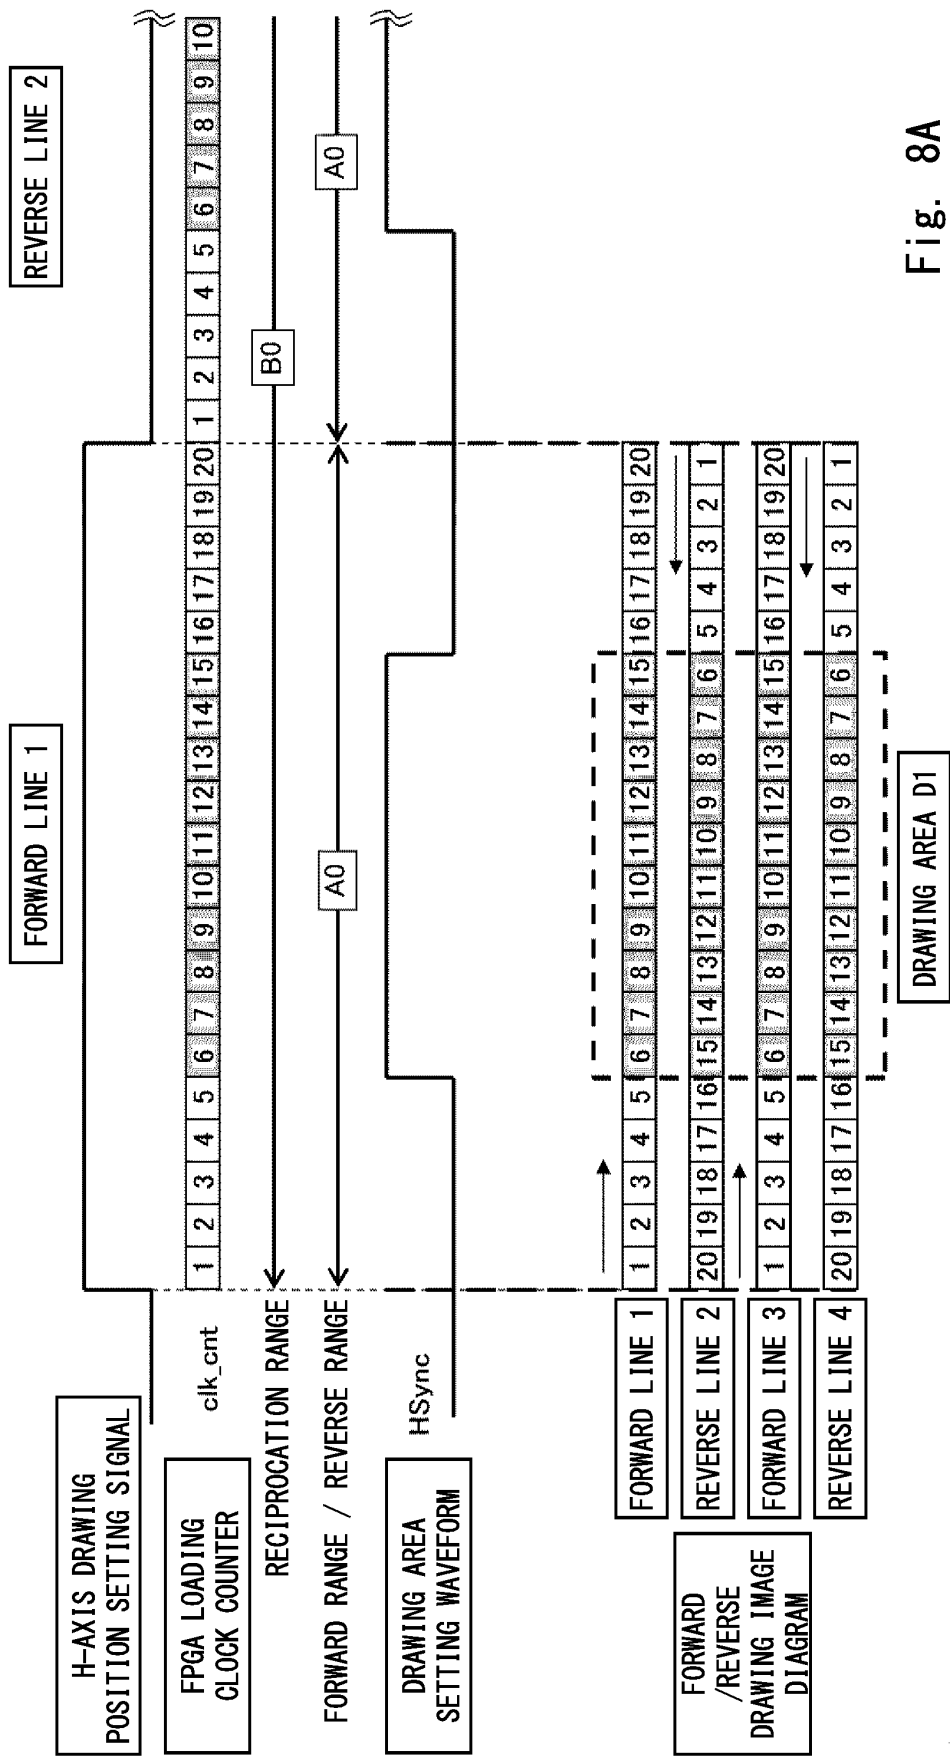 FORWARD LINE 1
REVERSE LINE 2
H-AXIS DRAWING
POSITION SETTING SIGNAL
FPGA LOADING
CLOCK COUNTER
clk_cnt
1 2 3 4 5 6 7 8 9 10 11 12 13 14 15 16 17 18 19 20 1 2 3 4 5 6 7 8 9 10
RECIPROCATION RANGE
B0
FORWARD RANGE / REVERSE RANGE
A0
A0
DRAWING AREA
SETTING WAVEFORM
HSync
FORWARD
/REVERSE
DRAWING IMAGE
DIAGRAM
FORWARD LINE 1
1 2 3 4 5 6 7 8 9 10 11 12 13 14 15 16 17 18 19 20
REVERSE LINE 2
20 19 18 17 16 15 14 13 12 11 10 9 8 7 6 5 4 3 2 1
FORWARD LINE 3
1 2 3 4 5 6 7 8 9 10 11 12 13 14 15 16 17 18 19 20
REVERSE LINE 4
20 19 18 17 16 15 14 13 12 11 10 9 8 7 6 5 4 3 2 1
DRAWING AREA D1
Fig. 8A